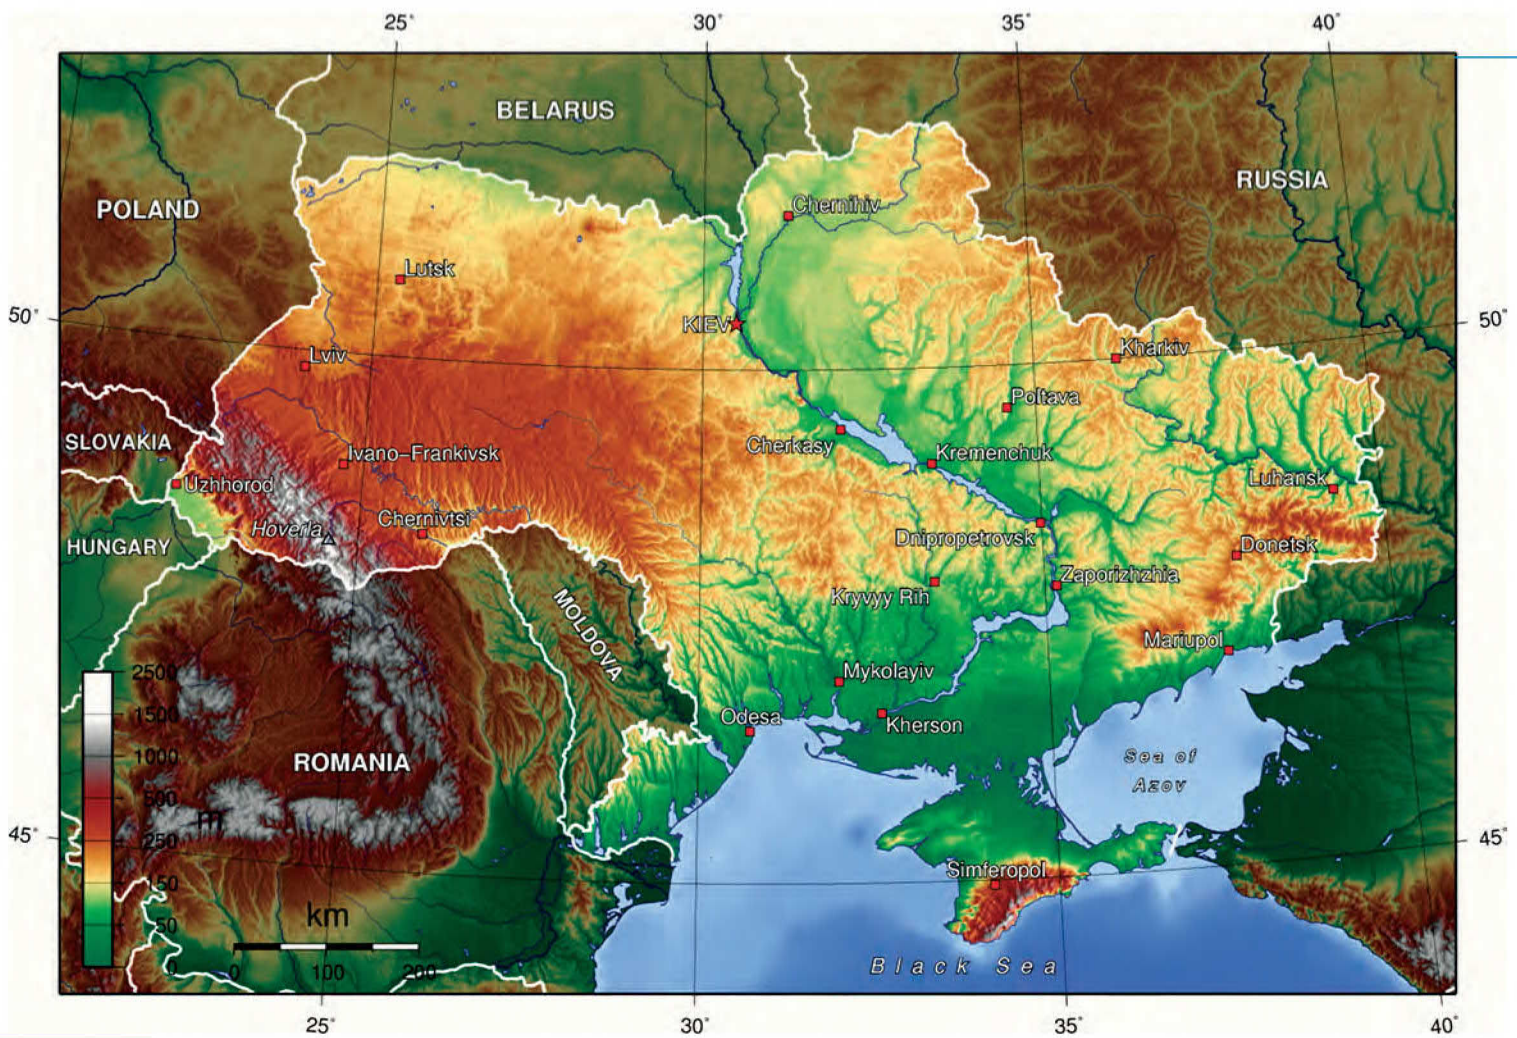 25°
30°
35°
40°
BELARUS
RUSSIA
POLAND
Chernihiv
Lutsk
50°
KIEV
50°
Lviv
Kharkiv
Poltava
SLOVAKIA
Cherkasy
Ivano-Frankivsk
Kremenchuk
Uzhhorod
Luhansk
Hoverla
Chernivtsi
Dnipropetrovsk
HUNGARY
Donetsk
Zaporizhzhia
Kryvyy Rih
MOLDOVA
Mariupol
Mykolayiv
Odesa
Kherson
Sea of
Azov
ROMANIA
2500
1500
1000
500
m
250
150
50
0
45°
45°
Simferopol
km
0
100
200
Black Sea
25°
30°
35°
40°